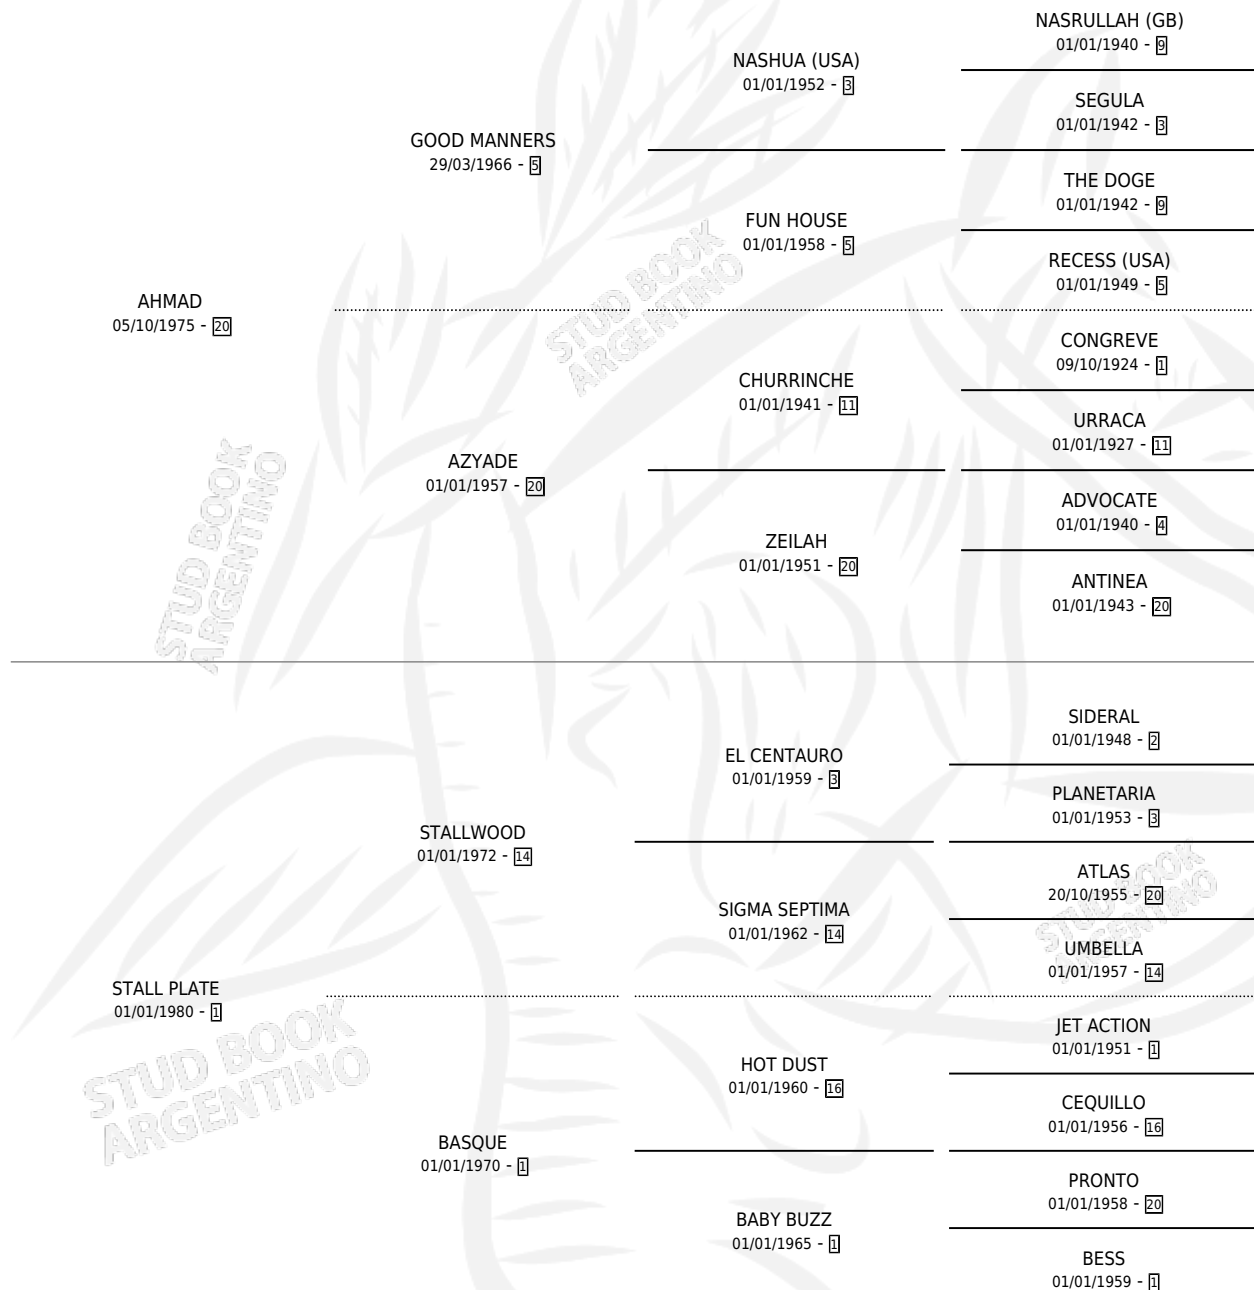 NASRULLAH (GB)
01/01/1940 - 9
NASHUA (USA)
01/01/1952 - 3
SEGULA
01/01/1942 - 3
GOOD MANNERS
29/03/1966 - 5
THE DOGE
01/01/1942 - 9
FUN HOUSE
01/01/1958 - 5
RECESS (USA)
01/01/1949 - 5
AHMAD
05/10/1975 - 20
CONGREVE
09/10/1924 - 1
CHURRINCHE
01/01/1941 - 11
URRACA
01/01/1927 - 11
AZYADE
01/01/1957 - 20
ADVOCATE
01/01/1940 - 4
ZEILAH
01/01/1951 - 20
ANTINEA
01/01/1943 - 20
SIDERAL
01/01/1948 - 2
EL CENTAURO
01/01/1959 - 3
PLANETARIA
01/01/1953 - 3
STALLWOOD
01/01/1972 - 14
ATLAS
20/10/1955 - 20
SIGMA SEPTIMA
01/01/1962 - 14
UMBELLA
01/01/1957 - 14
STALL PLATE
01/01/1980 - 1
JET ACTION
01/01/1951 - 1
HOT DUST
01/01/1960 - 16
CEQUILLO
01/01/1956 - 16
BASQUE
01/01/1970 - 1
PRONTO
01/01/1958 - 20
BABY BUZZ
01/01/1965 - 1
BESS
01/01/1959 - 1
STUD BOOK
ARGENTINO
STUD BOOK
ARGENTINO
STUD BOOK
ARGENTINO
STUD BOOK
ARGENTINO